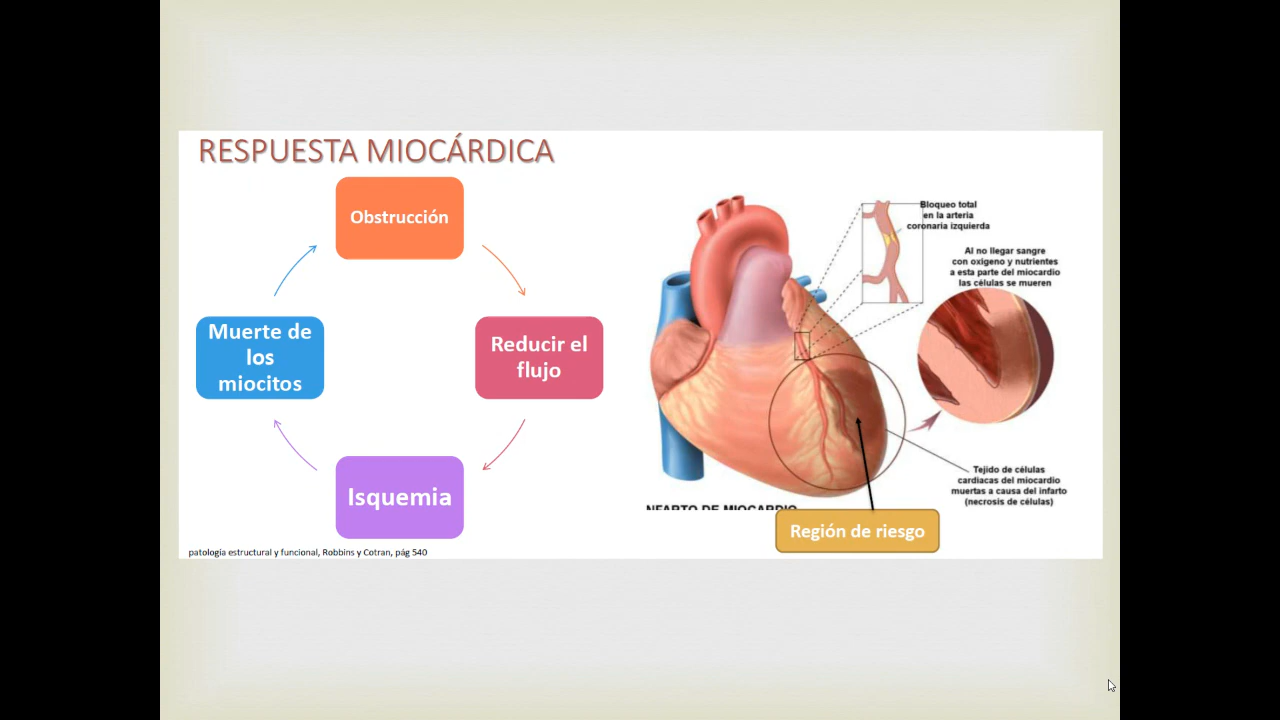 RESPUESTA MIOCÁRDICA
Obstrucción
Reducir el
flujo
Isquemia
Muerte de
los
miocitos
patología estructural y funcional, Robbins y Cotran, pág 540
Bloqueo total
en la arteria
coronaria izquierda
Al no llegar sangre
con oxigeno y nutrientes
a esta parte del miocardio
las células se mueren
Tejido de células
cardiacas del miocardio
muertas a causa del infarto
(necrosis de células)
NFARTO DE MIOCARDIO
Región de riesgo